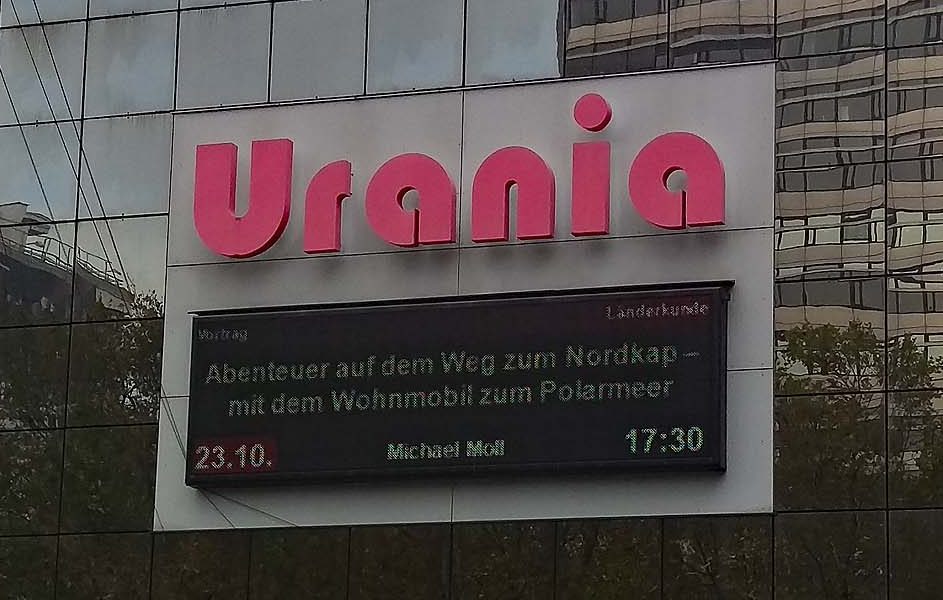 Urania
Vortrag
Länderkunde
Abenteuer auf dem Weg zum Nordkap –
mit dem Wohnmobil zum Polarmeer
23.10.
Michael Moll
17:30